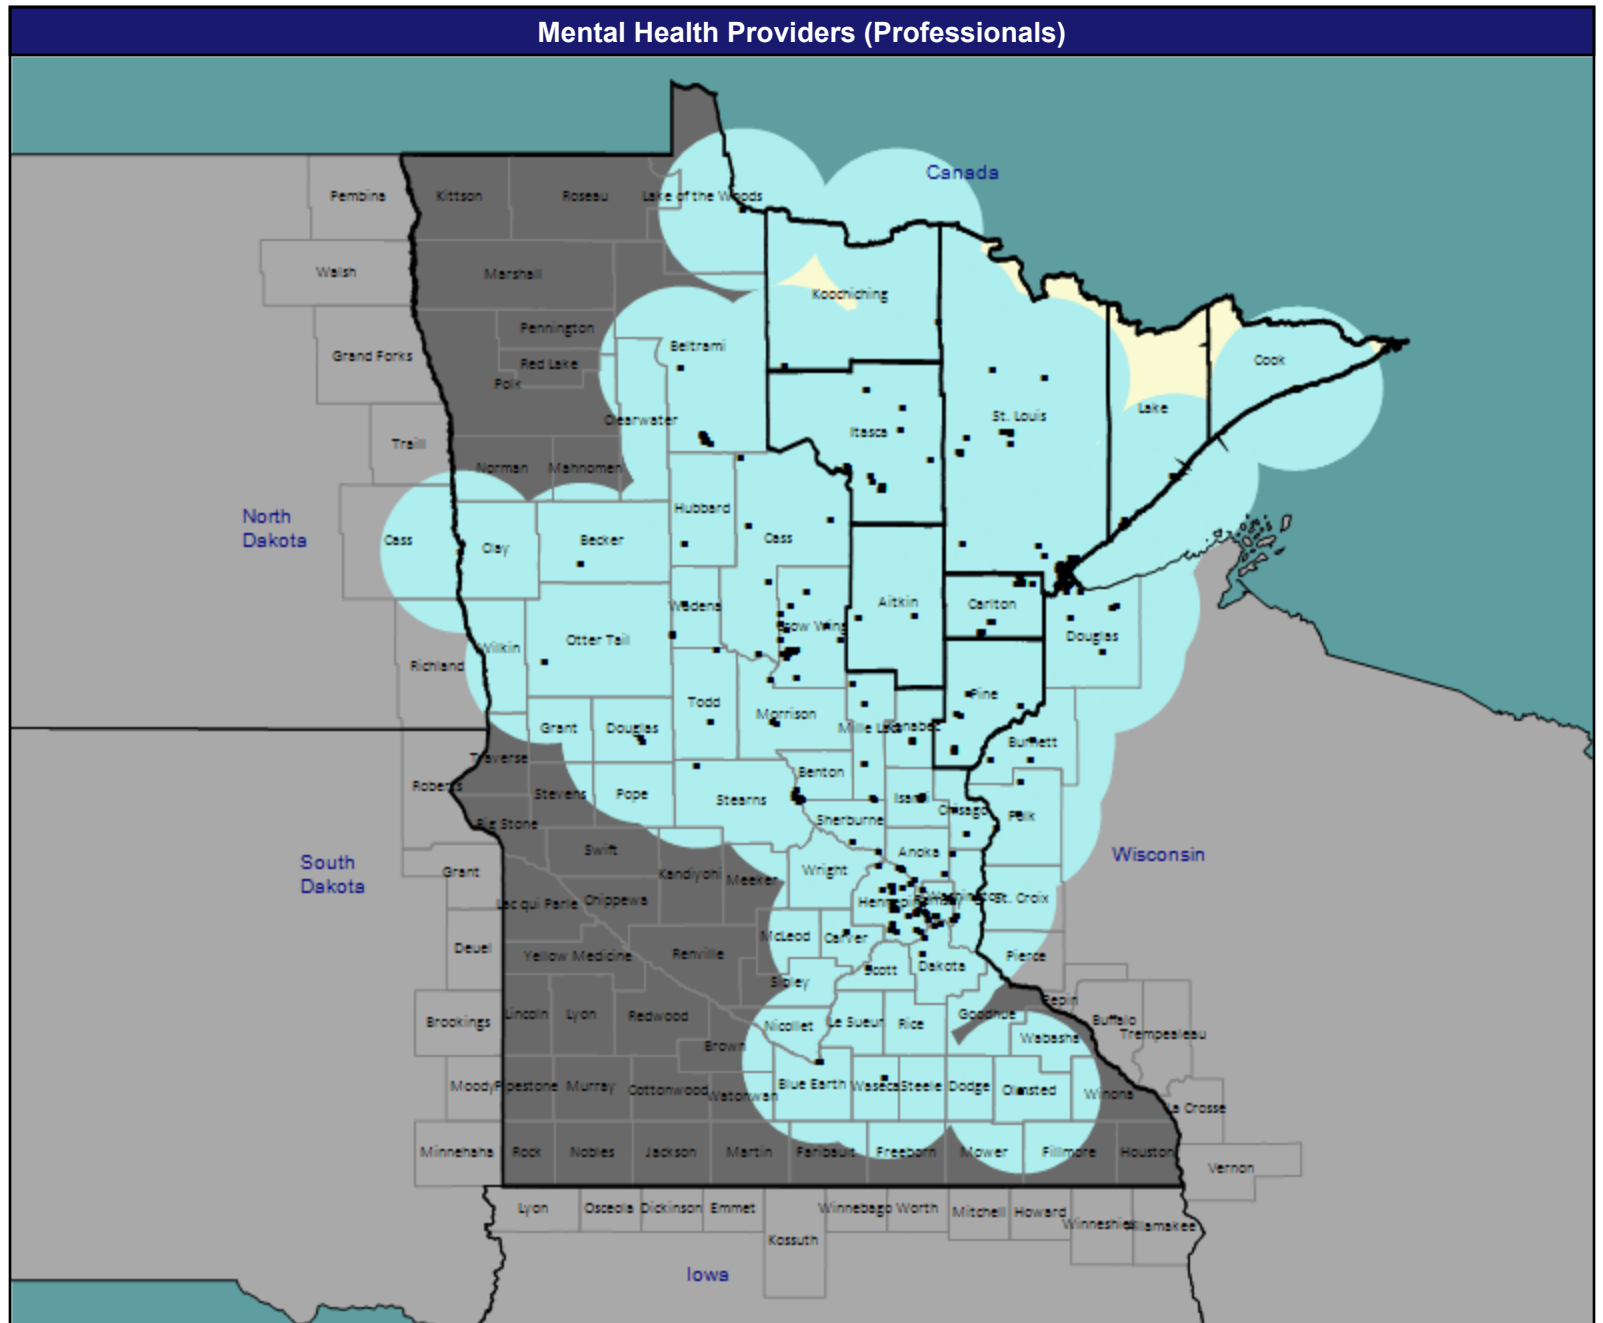 Mental Health Providers (Professionals)
Canada
Pembina
Kittson
Roseau
Lake of the Woods
Walsh
Marshall
Koochiching
Pennington
Grand Forks
Red Lake
Beltrami
Cook
Polk
Lake
Clearwater
St. Louis
Itasca
Traill
Norman
Mahnomen
North
Dakota
Hubbard
Cass
Clay
Becker
Cass
Wadena
Aitkin
Carlton
Crow Wing
Otter Tail
Douglas
Wilkin
Richland
Pine
Todd
Morrison
Grant
Douglas
Mille Lacs
Kanabec
Burnett
Traverse
Benton
Roberts
Stevens
Pope
Stearns
Isanti
Chisago
Polk
Big Stone
Sherburne
Swift
Anoka
Wisconsin
South
Dakota
Grant
Kandiyohi
Meeker
Wright
Lac qui Parle
Chippewa
Hennepin
Washington
St. Croix
Deuel
Yellow Medicine
Renville
McLeod
Carver
Pierce
Scott
Dakota
Sibley
Pepin
Brookings
Lincoln
Lyon
Redwood
Nicollet
Le Sueur
Rice
Goodhue
Buffalo
Trempealeau
Brown
Wabasha
Moody
Pipestone
Murray
Cottonwood
Watonwan
Blue Earth
Waseca
Steele
Dodge
Olmsted
Winona
La Crosse
Minnehaha
Rock
Nobles
Jackson
Martin
Faribault
Freeborn
Mower
Fillmore
Houston
Vernon
Lyon
Osceola
Dickinson
Emmet
Winnebago
Worth
Mitchell
Howard
Winneshiek
Allamakee
Kossuth
Iowa